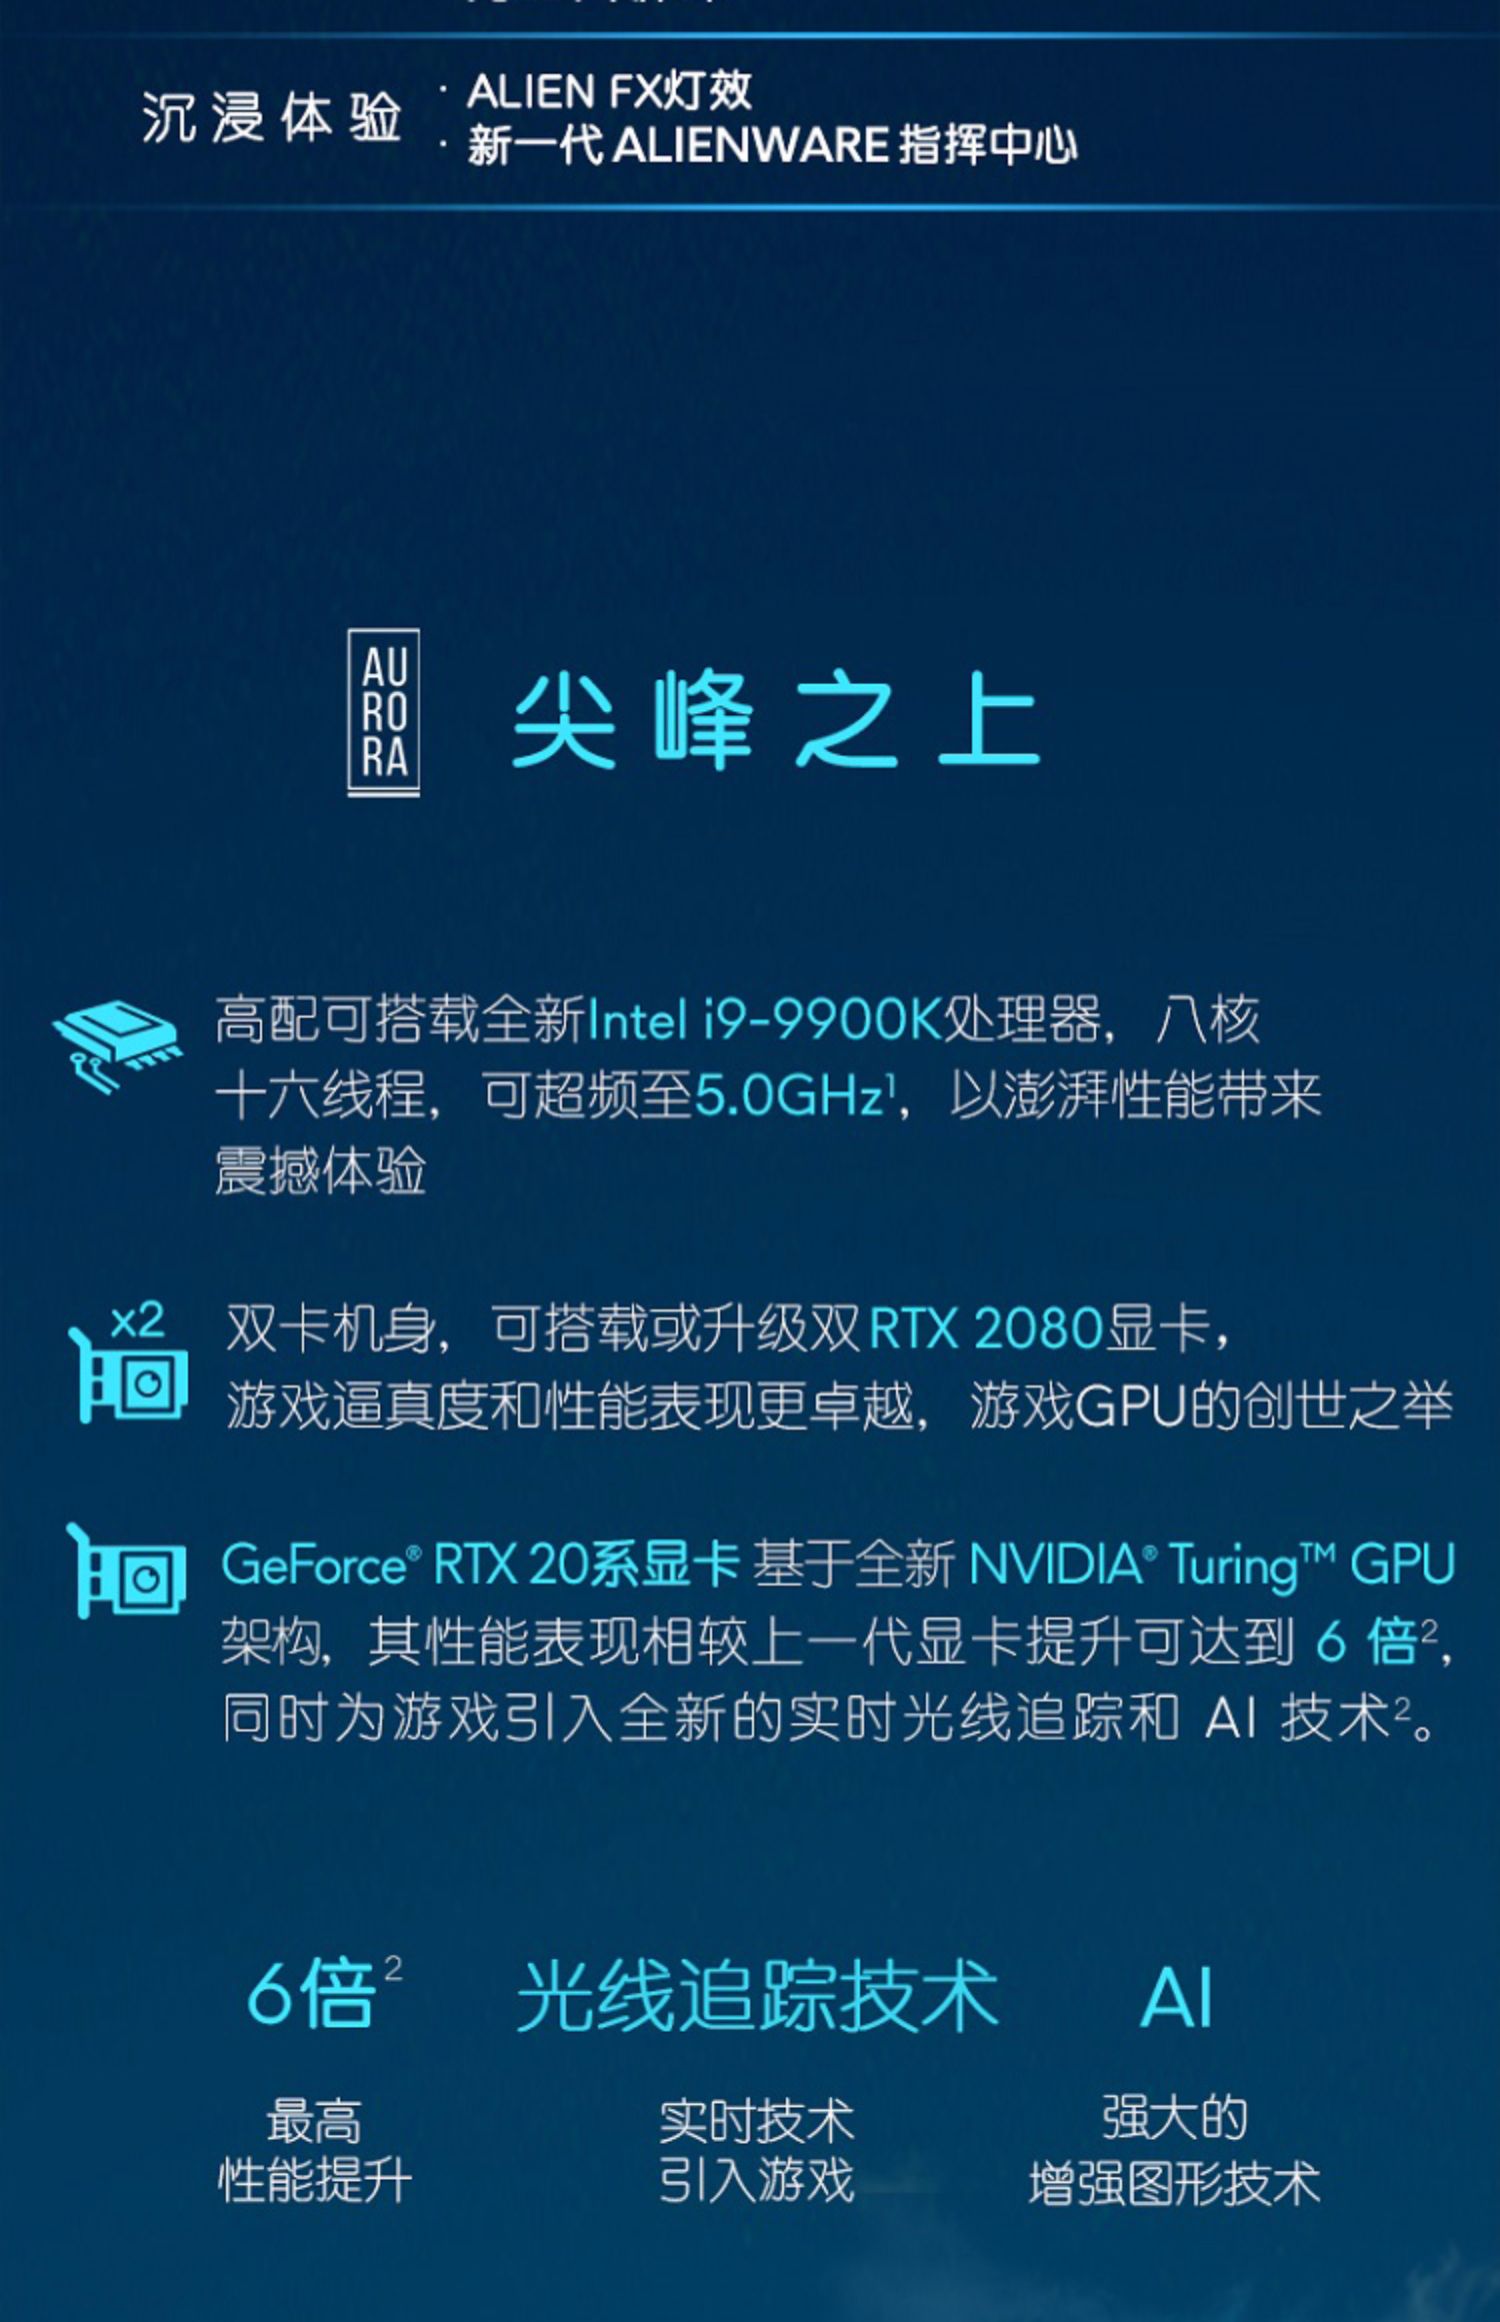 沉浸体验
· ALIEN FX灯效
· 新一代 ALIENWARE 指挥中心
AU
RO
RA
尖峰之上
高配可搭载全新Intel i9-9900K处理器，八核
十六线程，可超频至5.0GHz¹，以澎湃性能带来
震撼体验
x2
双卡机身，可搭载或升级双RTX 2080显卡，
游戏逼真度和性能表现更卓越，游戏GPU的创世之举
GeForce® RTX 20系显卡 基于全新 NVIDIA® Turing™ GPU
架构，其性能表现相较上一代显卡提升可达到 6 倍²，
同时为游戏引入全新的实时光线追踪和 AI 技术²。
6倍²
最高
性能提升
光线追踪技术
实时技术
引入游戏
AI
强大的
增强图形技术